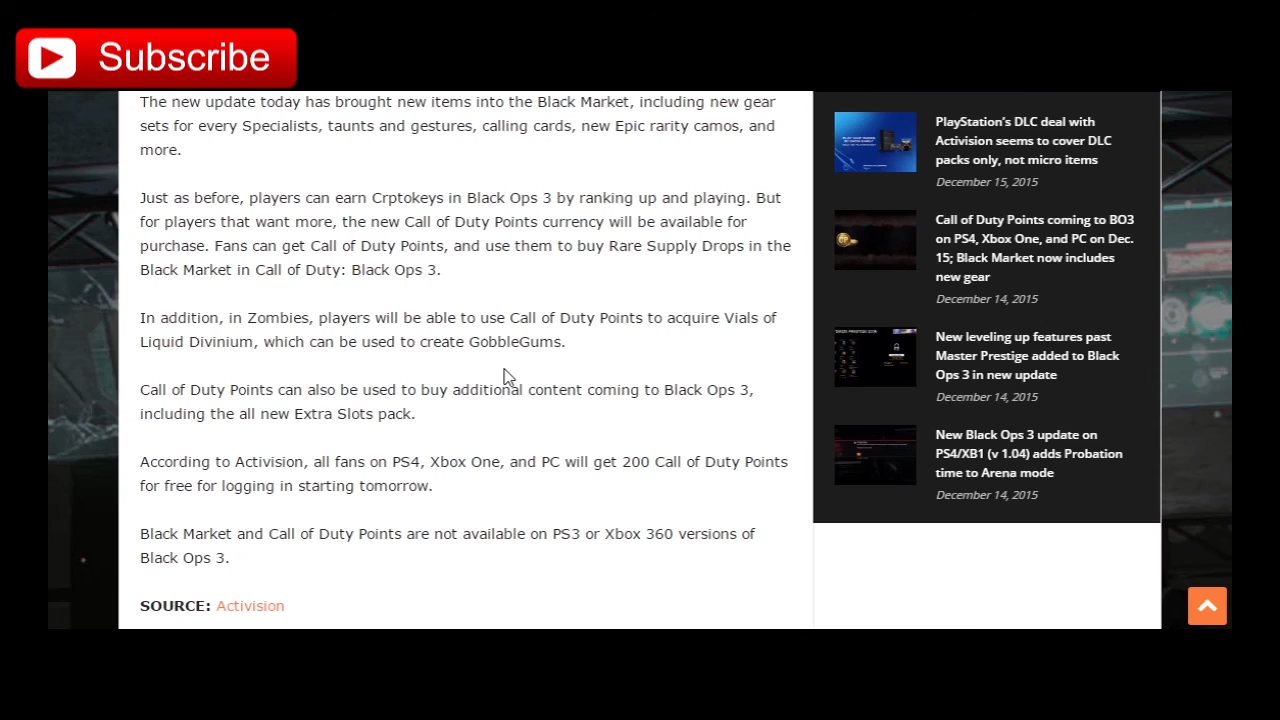 Subscribe
The new update today has brought new items into the Black Market, including new gear
sets for every Specialists, taunts and gestures, calling cards, new Epic rarity camos, and
more.
Just as before, players can earn Crptokeys in Black Ops 3 by ranking up and playing. But
for players that want more, the new Call of Duty Points currency will be available for
purchase. Fans can get Call of Duty Points, and use them to buy Rare Supply Drops in the
Black Market in Call of Duty: Black Ops 3.
In addition, in Zombies, players will be able to use Call of Duty Points to acquire Vials of
Liquid Divinium, which can be used to create GobbleGums.
Call of Duty Points can also be used to buy additional content coming to Black Ops 3,
including the all new Extra Slots pack.
According to Activision, all fans on PS4, Xbox One, and PC will get 200 Call of Duty Points
for free for logging in starting tomorrow.
Black Market and Call of Duty Points are not available on PS3 or Xbox 360 versions of
Black Ops 3.
SOURCE: Activision
PlayStation's DLC deal with
Activision seems to cover DLC
packs only, not micro items
December 15, 2015
Call of Duty Points coming to BO3
on PS4, Xbox One, and PC on Dec.
15; Black Market now includes
new gear
December 14, 2015
New leveling up features past
Master Prestige added to Black
Ops 3 in new update
December 14, 2015
New Black Ops 3 update on
PS4/XB1 (v 1.04) adds Probation
time to Arena mode
December 14, 2015